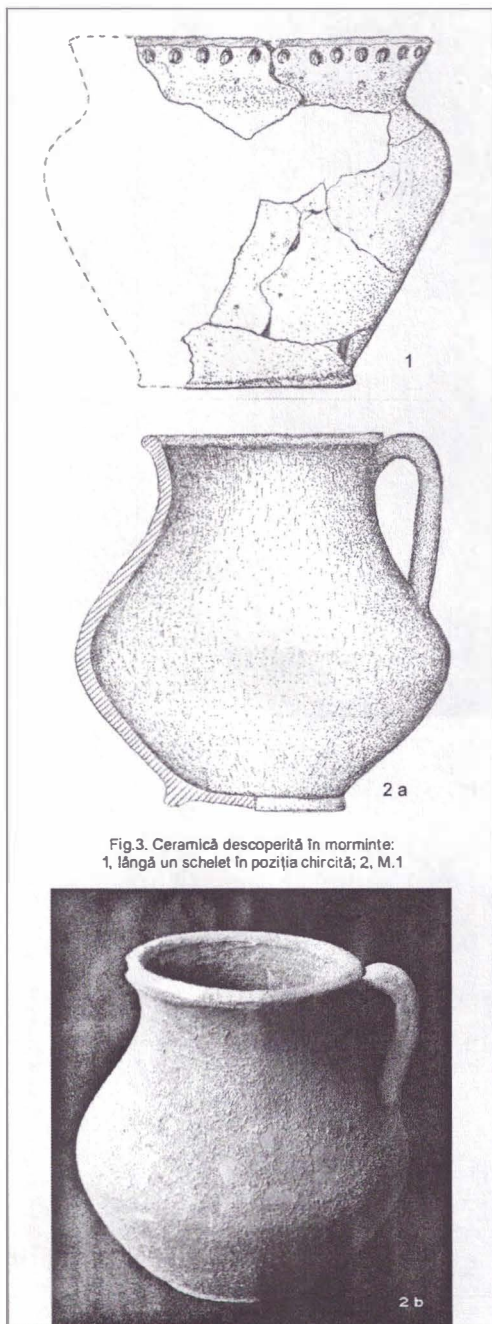 1
2 a
Fig.3. Ceramică descoperită în morminte:
1, lângă un schelet în poziția chircită; 2, M.1
2 b